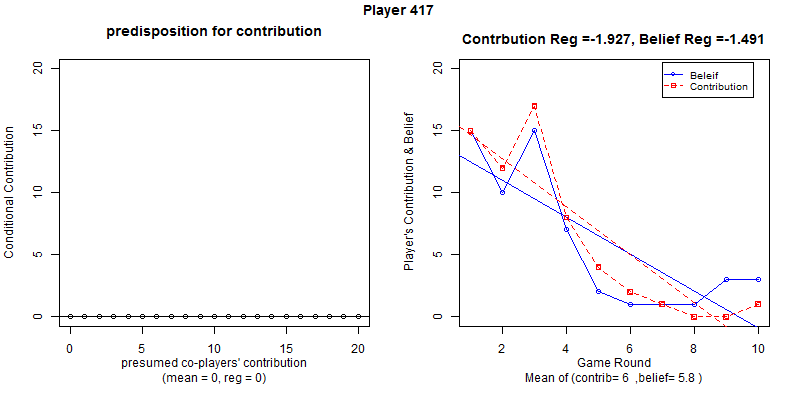 Player 417
predisposition for contribution
Conditional Contribution
0 5 10 15 20
0 5 10 15 20
presumed co-players' contribution
(mean = 0, reg = 0)
Contrbution Reg =-1.927, Belief Reg =-1.491
Player's Contribution & Belief
0 5 10 15 20
Beleif
Contribution
2 4 6 8 10
Game Round
Mean of (contrib= 6 ,belief= 5.8 )